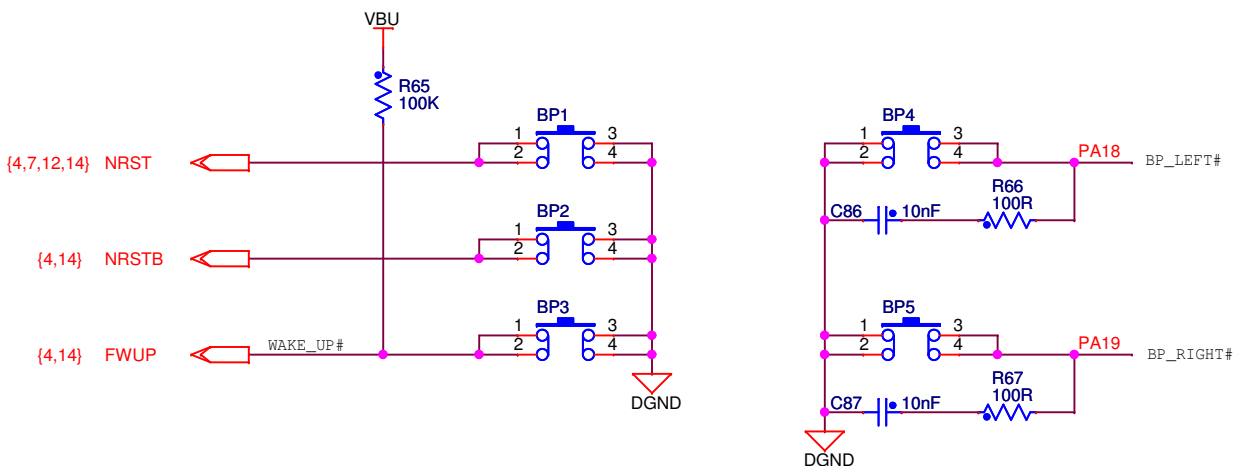 VBU
R65
100K
BP1
1 3
2 4
{4,7,12,14} NRST
BP2
1 3
2 4
{4,14} NRSTB
BP3
1 3
2 4
{4,14} FWUP
WAKE_UP#
DGND
BP4
1 3
2 4
PA18
BP_LEFT#
R66
100R
C86 10nF
BP5
1 3
2 4
PA19
BP_RIGHT#
R67
100R
C87 10nF
DGND